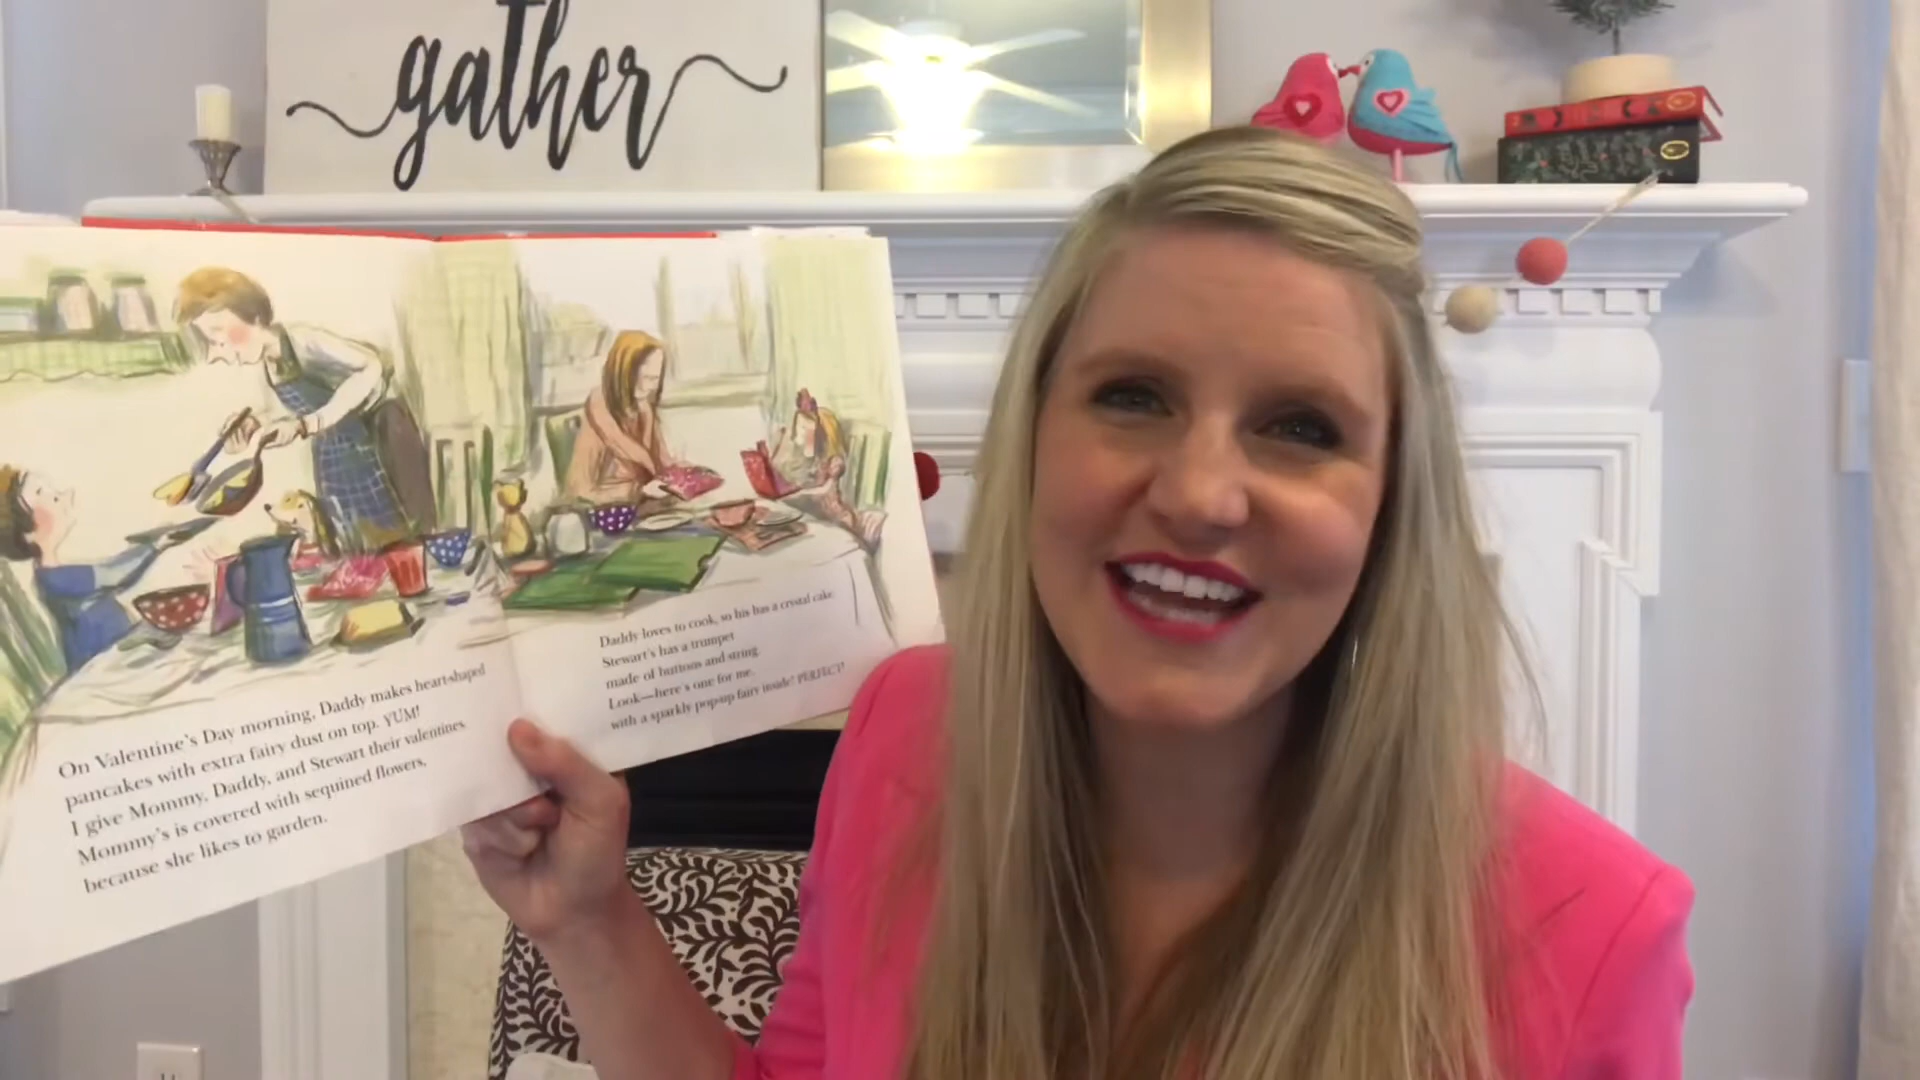 gather
On Valentine's Day morning, Daddy makes heart-shaped
pancakes with extra fairy dust on top. YUM!
I give Mommy, Daddy, and Stewart their valentines.
Mommy's is covered with sequined flowers,
because she likes to garden.
Daddy loves to cook, so his has a crystal cake.
Stewart's has a trumpet
made of buttons and string.
Look—here's one for me,
with a sparkly pop-up fairy inside! PERFECT!